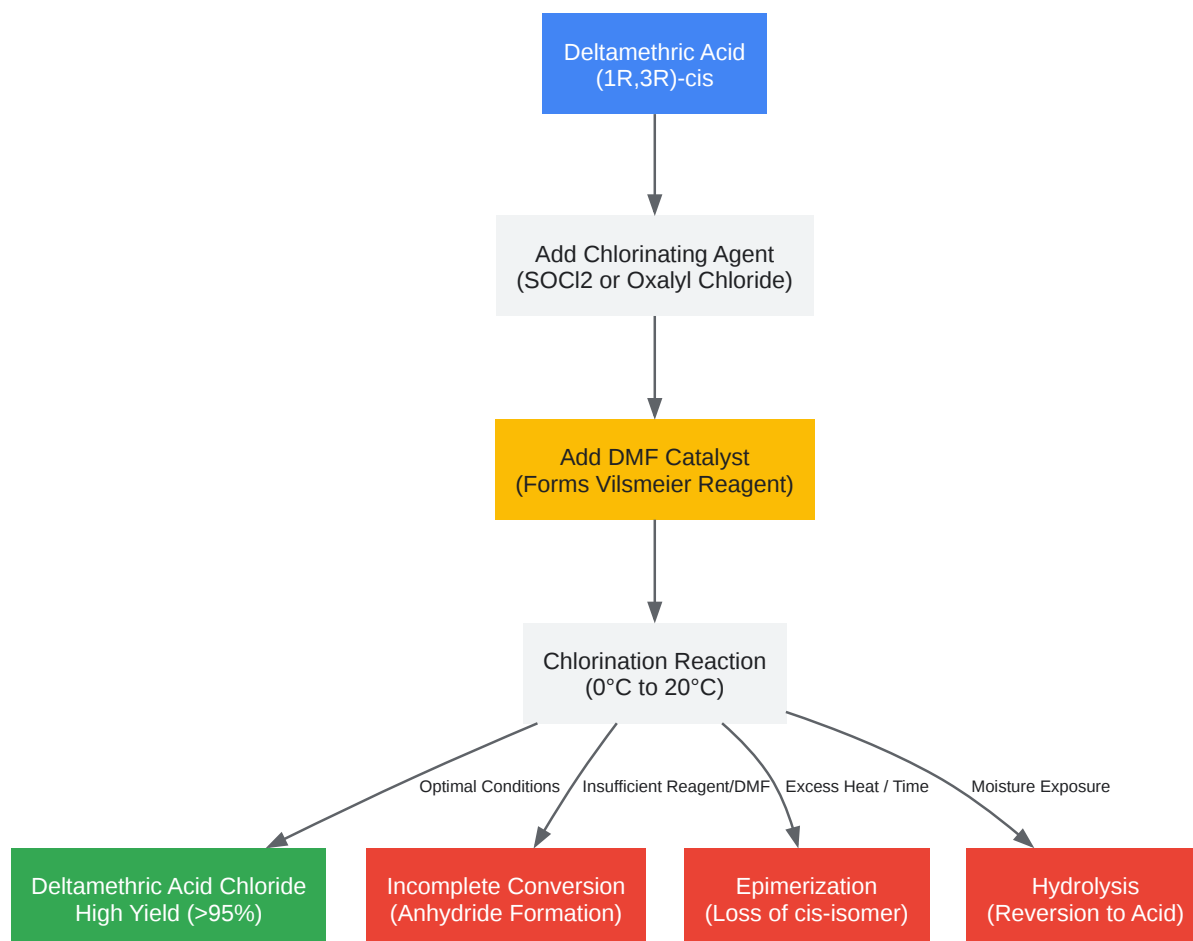 Deltamethric Acid
(1R,3R)-cis
Add Chlorinating Agent
(SOCl2 or Oxalyl Chloride)
Add DMF Catalyst
(Forms Vilsmeier Reagent)
Chlorination Reaction
(0°C to 20°C)
Optimal Conditions
Insufficient Reagent/DMF
Excess Heat / Time
Moisture Exposure
Deltamethric Acid Chloride
High Yield (>95%)
Incomplete Conversion
(Anhydride Formation)
Epimerization
(Loss of cis-isomer)
Hydrolysis
(Reversion to Acid)